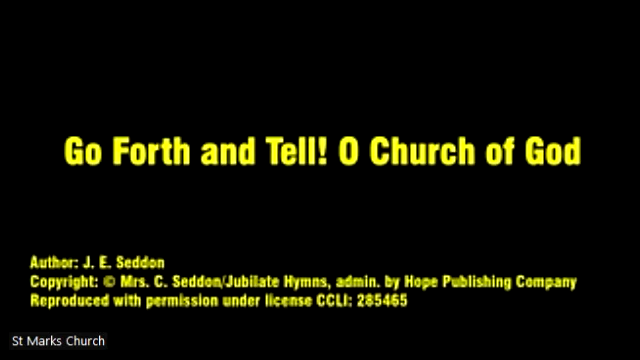 Go Forth and Tell! O Church of God
Author: J. E. Seddon
Copyright: © Mrs. C. Seddon/Jubilate Hymns, admin. by Hope Publishing Company
Reproduced with permission under license CCLI: 285465
St Marks Church